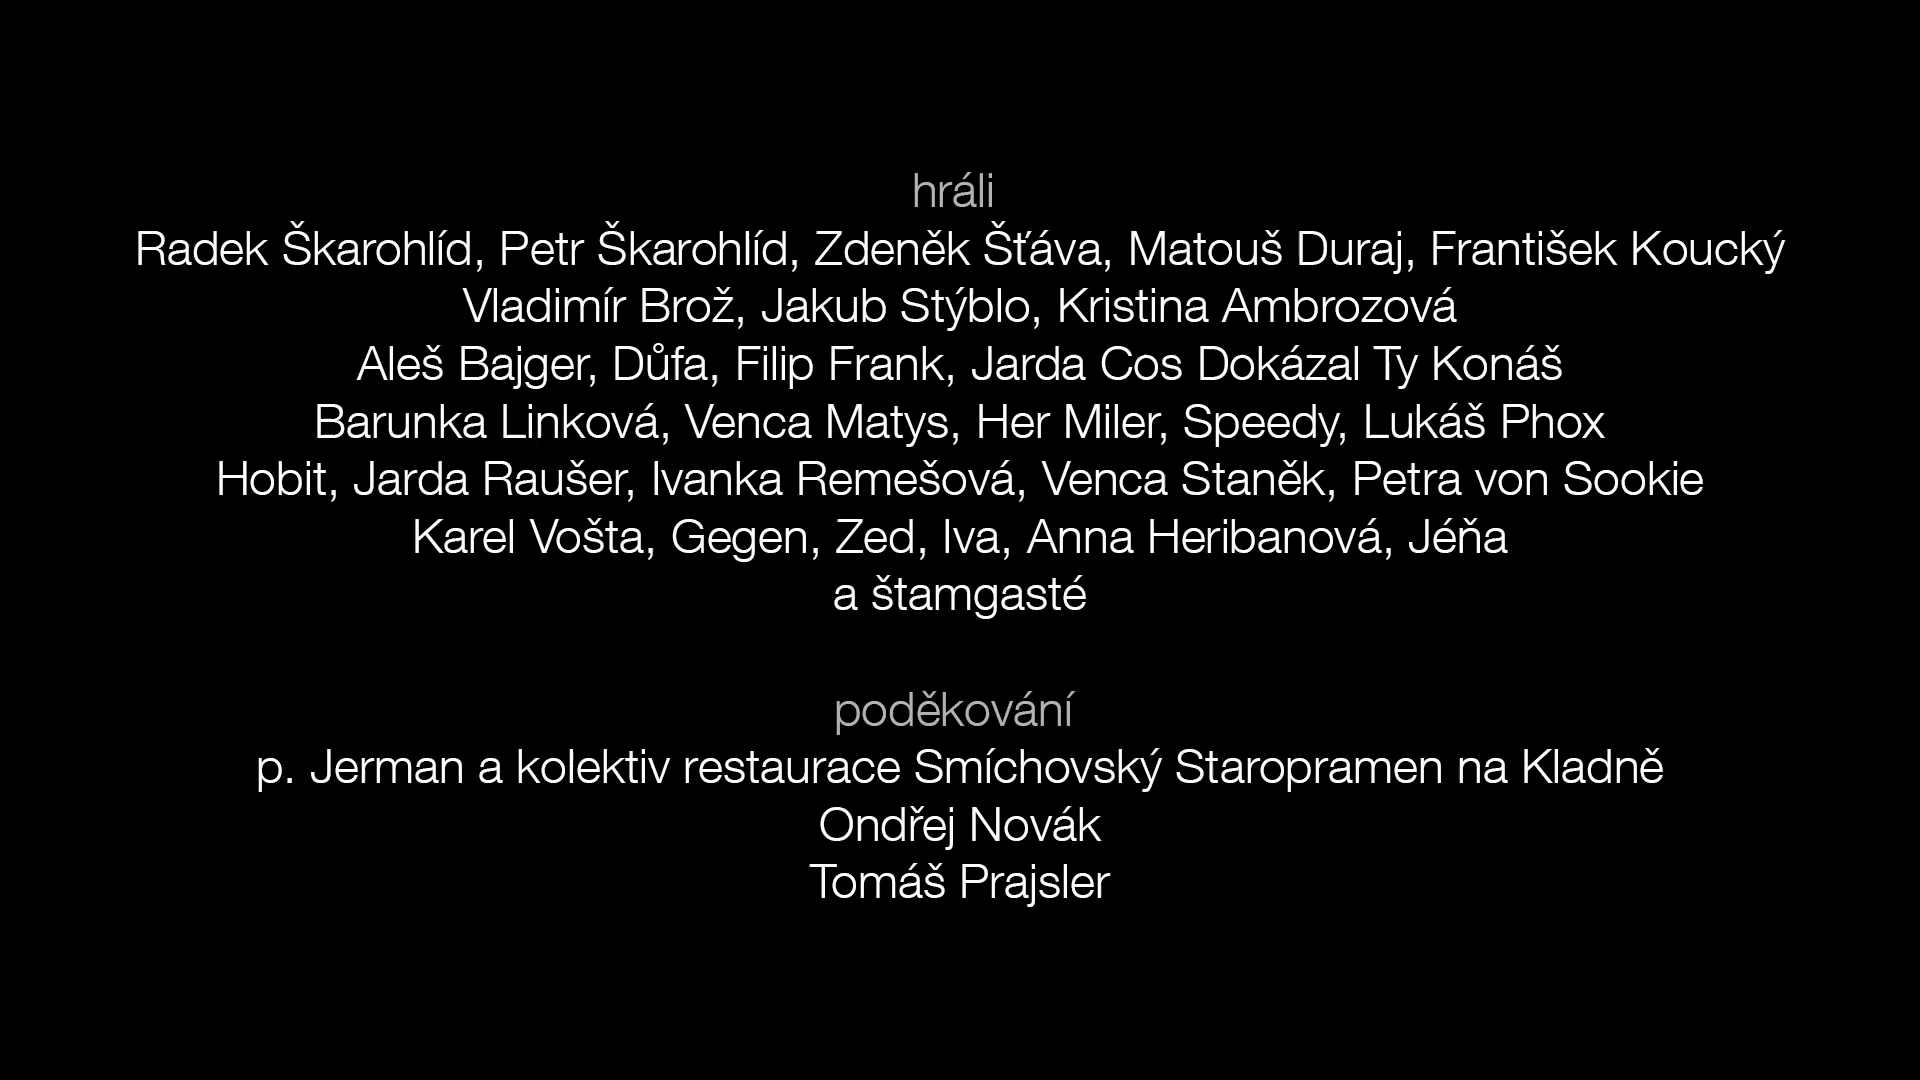 hráli
Radek Škarohlíd, Petr Škarohlíd, Zdeněk Šťáva, Matouš Duraj, František Koucký
Vladimír Brož, Jakub Stýblo, Kristina Ambrozová
Aleš Bajger, Důfa, Filip Frank, Jarda Cos Dokázal Ty Konáš
Barunka Linková, Venca Matys, Her Miler, Speedy, Lukáš Phox
Hobit, Jarda Raušer, Ivanka Remešová, Venca Staněk, Petra von Sookie
Karel Vošta, Gegen, Zed, Iva, Anna Heribanová, Jéňa
a štamgasté
poděkování
p. Jerman a kolektiv restaurace Smíchovský Staropramen na Kladně
Ondřej Novák
Tomáš Prajsler